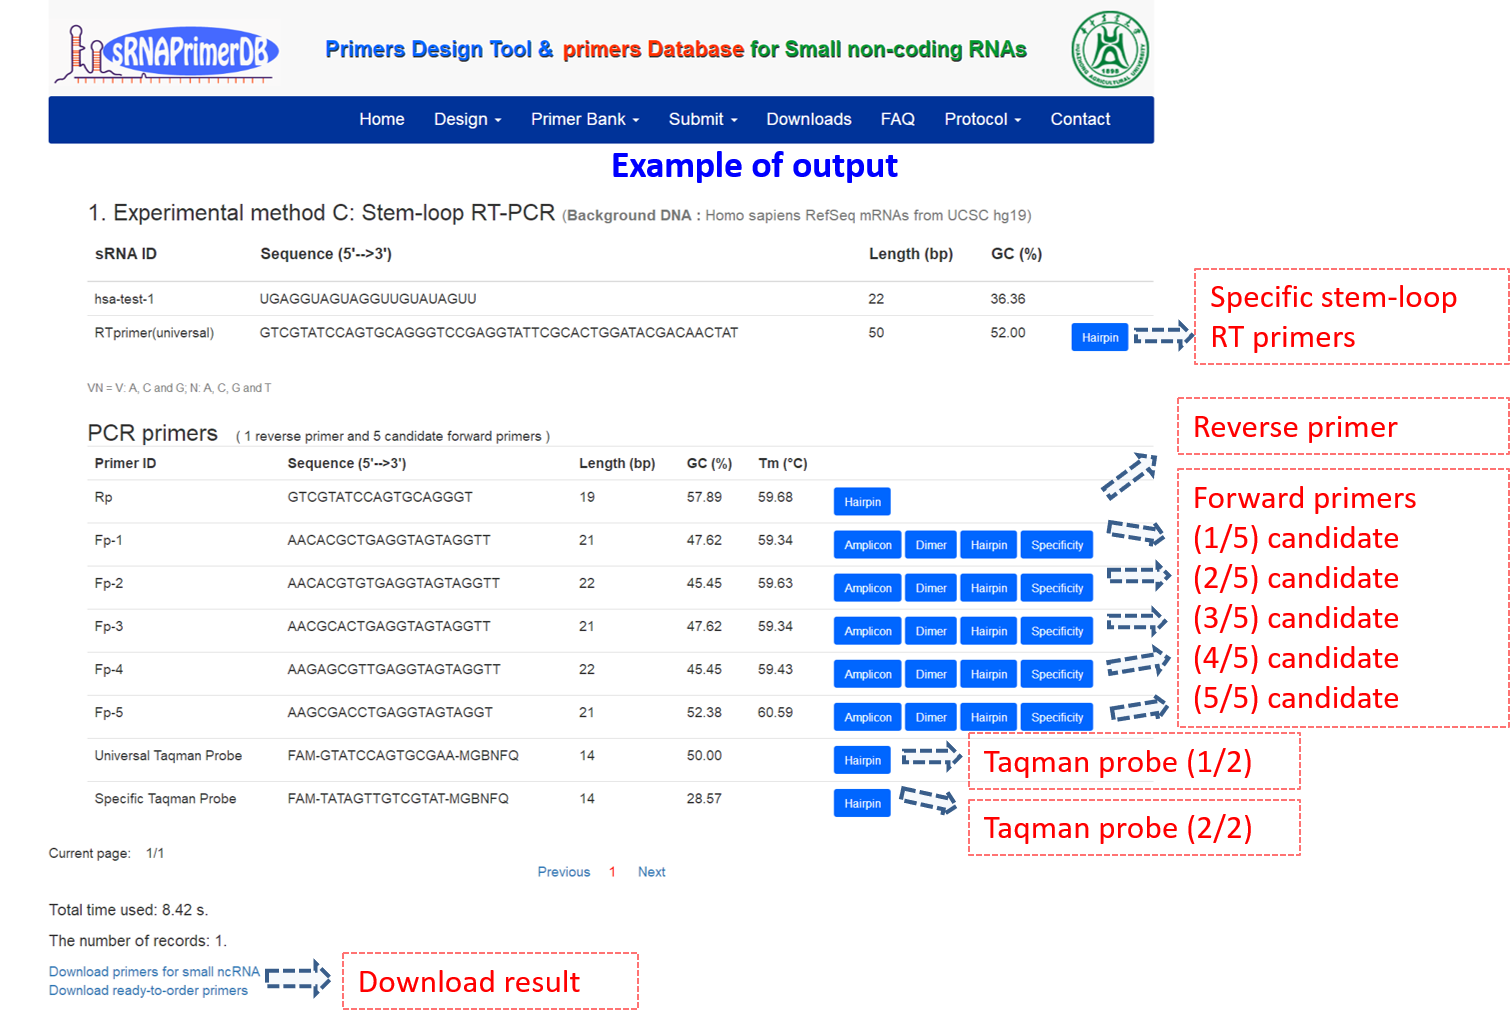 sRNAPrimerDB
Primers Design Tool & primers Database for Small non-coding RNAs
HUAZHONG AGRICULTURAL UNIVERSITY
1898
Home Design Primer Bank Submit Downloads FAQ Protocol Contact
Example of output
1. Experimental method C: Stem-loop RT-PCR (Background DNA : Homo sapiens RefSeq mRNAs from UCSC hg19)
sRNA ID Sequence (5'-->3') Length (bp) GC (%)
hsa-test-1 UGAGGUAGUAGGUUGUAUAGUU 22 36.36
RTprimer(universal) GTCGTATCCAGTGCAGGGTCCGAGGTATTCGCACTGGATACGACAACTAT 50 52.00 Hairpin
Specific stem-loop
RT primers
VN = V: A, C and G; N: A, C, G and T
PCR primers ( 1 reverse primer and 5 candidate forward primers )
Primer ID Sequence (5'-->3') Length (bp) GC (%) Tm (°C)
Rp GTCGTATCCAGTGCAGGGT 19 57.89 59.68 Hairpin
Fp-1 AACACGCTGAGGTAGTAGGTT 21 47.62 59.34 Amplicon Dimer Hairpin Specificity
Fp-2 AACACGTGTGAGGTAGTAGGTT 22 45.45 59.63 Amplicon Dimer Hairpin Specificity
Fp-3 AACGCACTGAGGTAGTAGGTT 21 47.62 59.34 Amplicon Dimer Hairpin Specificity
Fp-4 AAGAGCGTTGAGGTAGTAGGTT 22 45.45 59.43 Amplicon Dimer Hairpin Specificity
Fp-5 AAGCGACCTGAGGTAGTAGGT 21 52.38 60.59 Amplicon Dimer Hairpin Specificity
Universal Taqman Probe FAM-GTATCCAGTGCGAA-MGBNFQ 14 50.00 Hairpin
Specific Taqman Probe FAM-TATAGTTGTCGTAT-MGBNFQ 14 28.57 Hairpin
Reverse primer
Forward primers
(1/5) candidate
(2/5) candidate
(3/5) candidate
(4/5) candidate
(5/5) candidate
Taqman probe (1/2)
Taqman probe (2/2)
Current page: 1/1
Previous 1 Next
Total time used: 8.42 s.
The number of records: 1.
Download primers for small ncRNA
Download ready-to-order primers
Download result